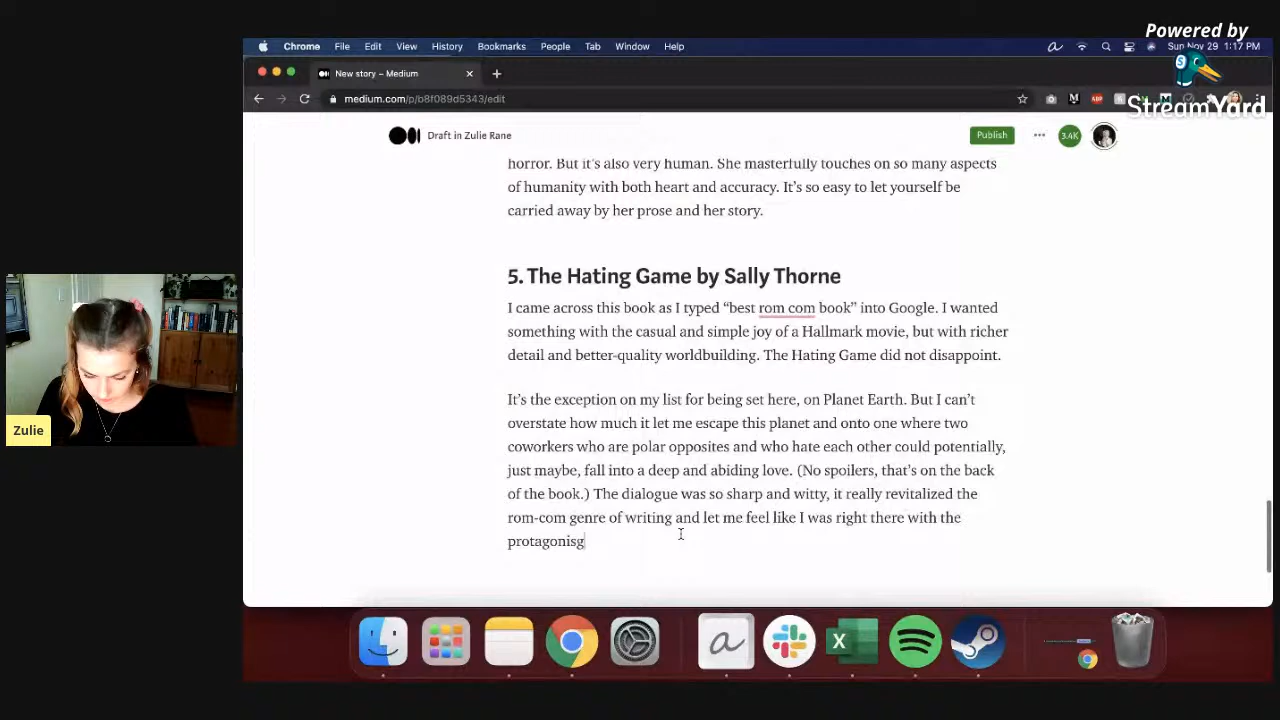 Powered by
StreamYard
Chrome File Edit View History Bookmarks People Tab Window Help
Sun Nov 29 1:17 PM
New story – Medium
medium.com/p/b8f089d5343/edit
Draft in Zulie Rane
Publish
3.4K
horror. But it's also very human. She masterfully touches on so many aspects
of humanity with both heart and accuracy. It's so easy to let yourself be
carried away by her prose and her story.
5. The Hating Game by Sally Thorne
I came across this book as I typed “best rom com book” into Google. I wanted
something with the casual and simple joy of a Hallmark movie, but with richer
detail and better-quality worldbuilding. The Hating Game did not disappoint.
It's the exception on my list for being set here, on Planet Earth. But I can't
overstate how much it let me escape this planet and onto one where two
coworkers who are polar opposites and who hate each other could potentially,
just maybe, fall into a deep and abiding love. (No spoilers, that's on the back
of the book.) The dialogue was so sharp and witty, it really revitalized the
rom-com genre of writing and let me feel like I was right there with the
protagonisg
Zulie